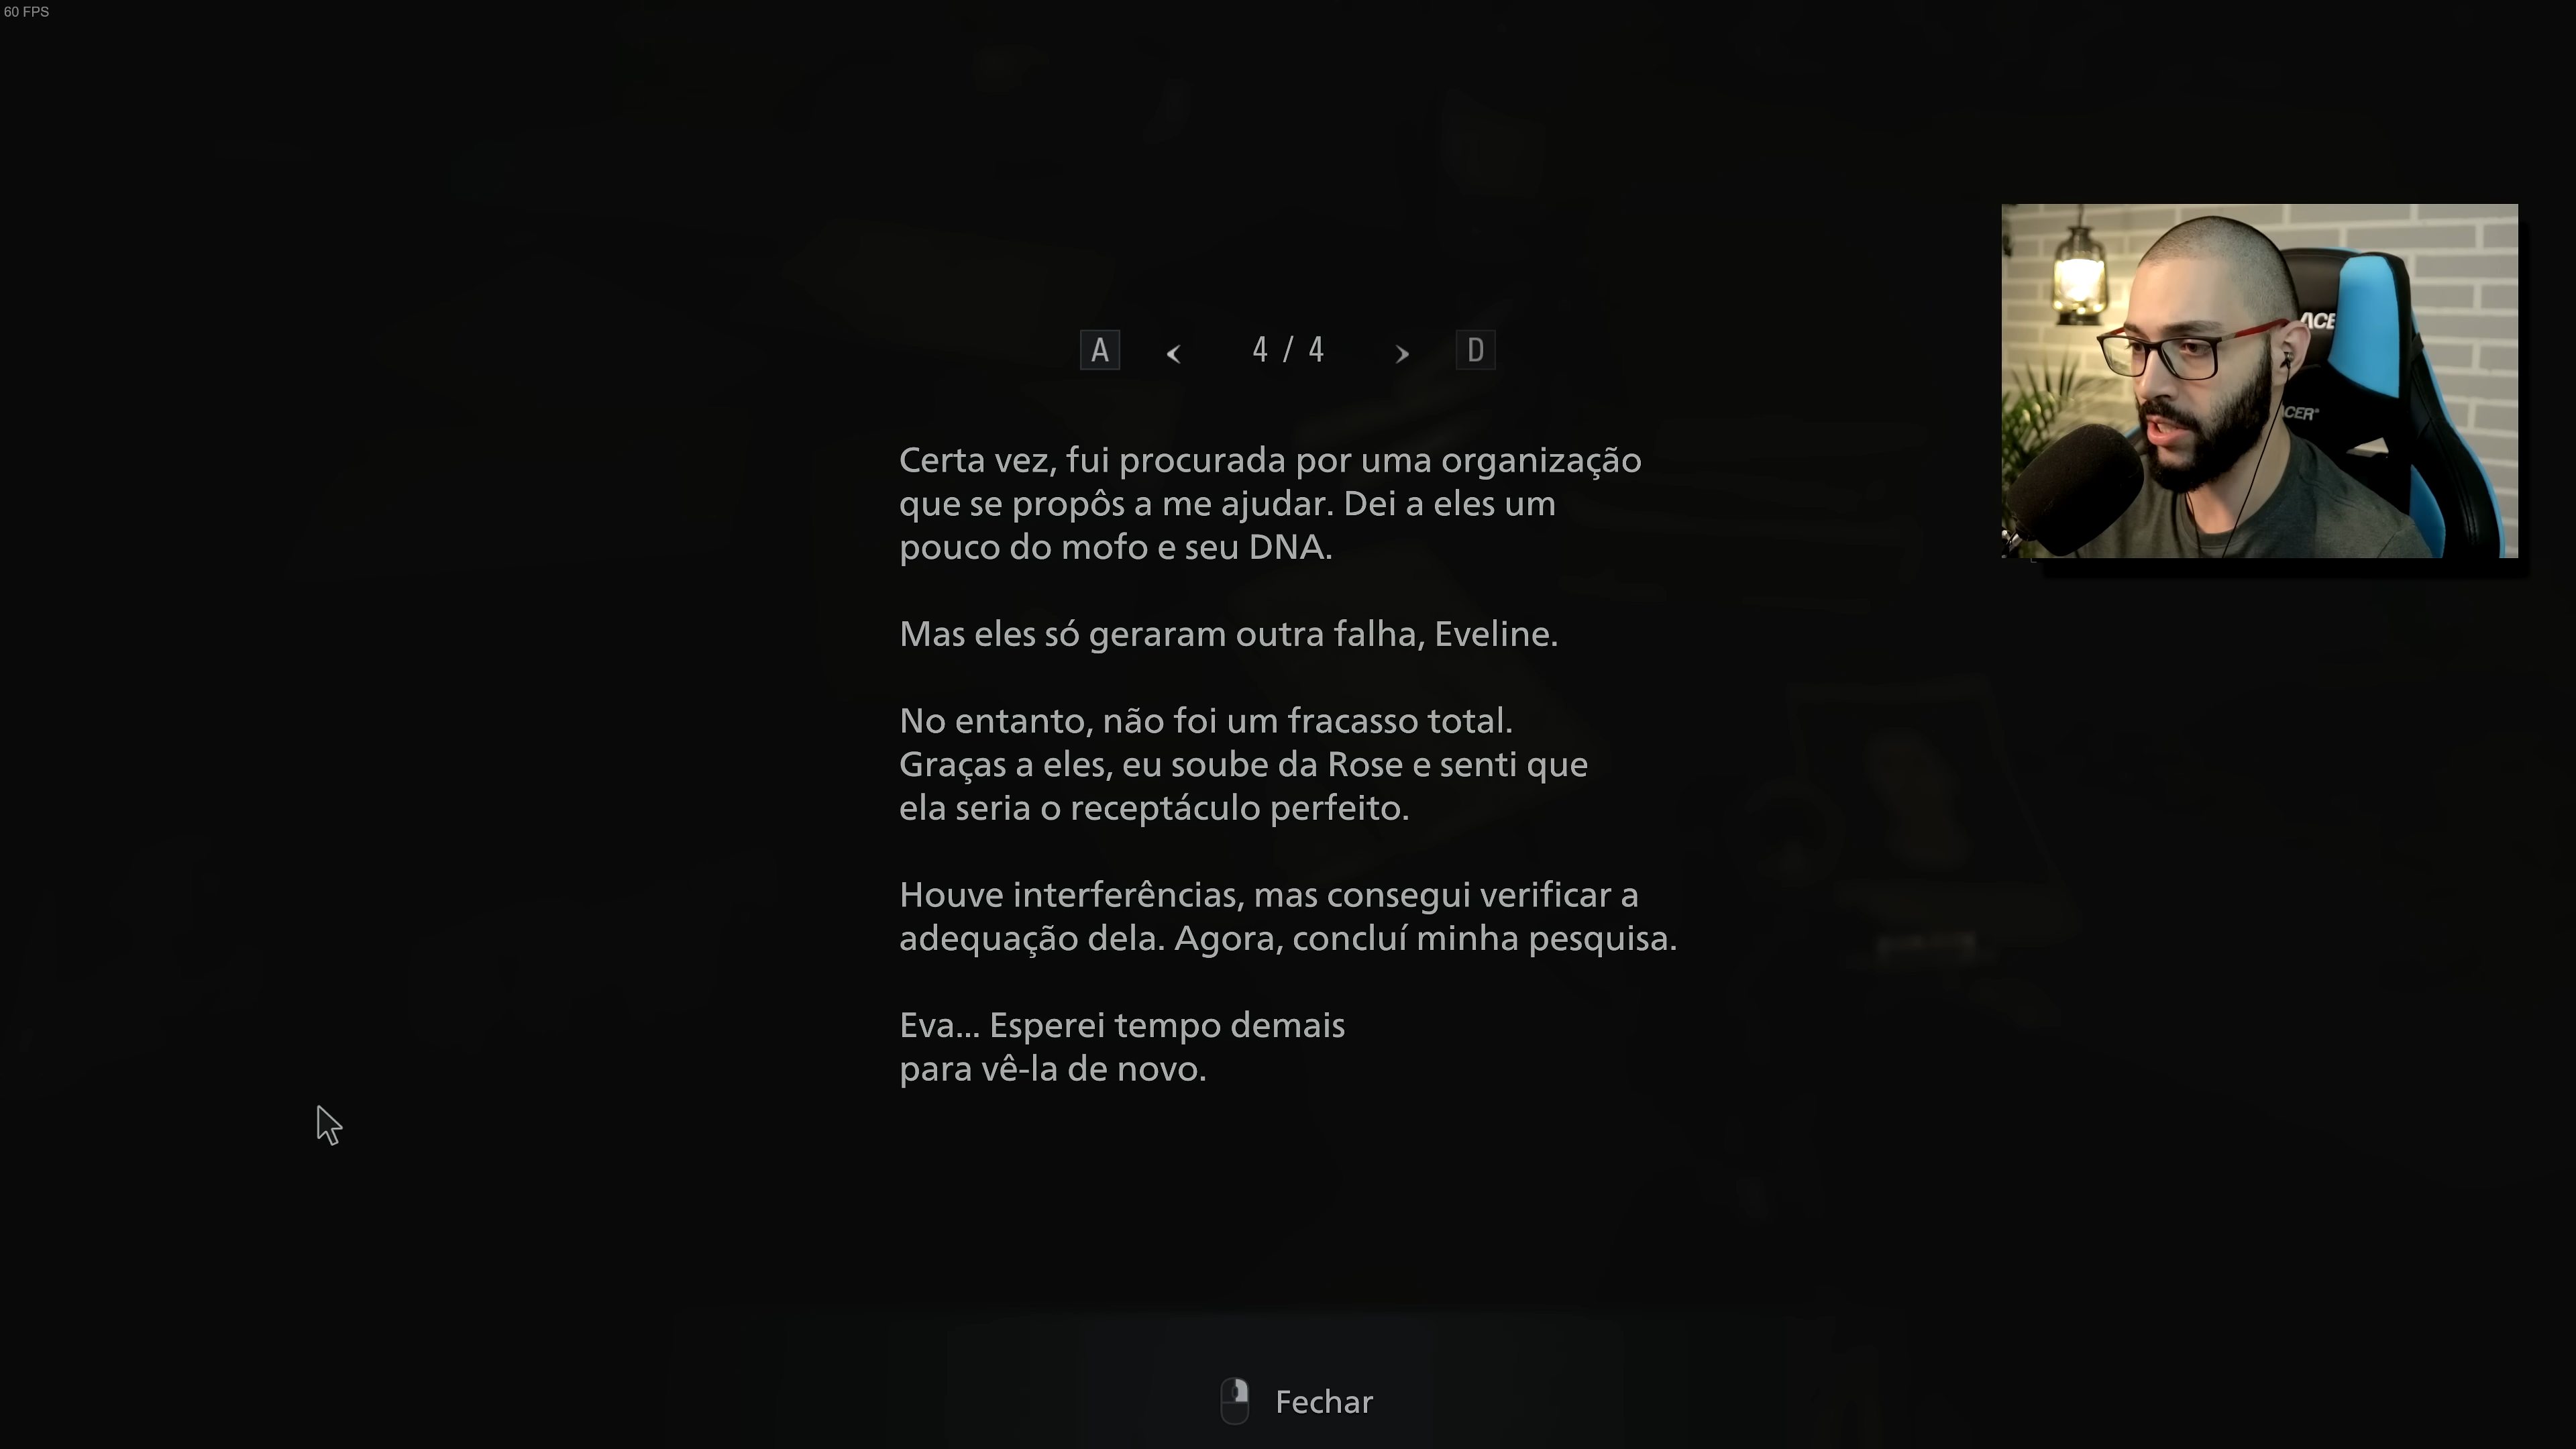 60 FPS
A < 4 / 4 > D
Certa vez, fui procurada por uma organização
que se propôs a me ajudar. Dei a eles um
pouco do mofo e seu DNA.
Mas eles só geraram outra falha, Eveline.
No entanto, não foi um fracasso total.
Graças a eles, eu soube da Rose e senti que
ela seria o receptáculo perfeito.
Houve interferências, mas consegui verificar a
adequação dela. Agora, concluí minha pesquisa.
Eva... Esperei tempo demais
para vê-la de novo.
Fechar
ACE
ACER®